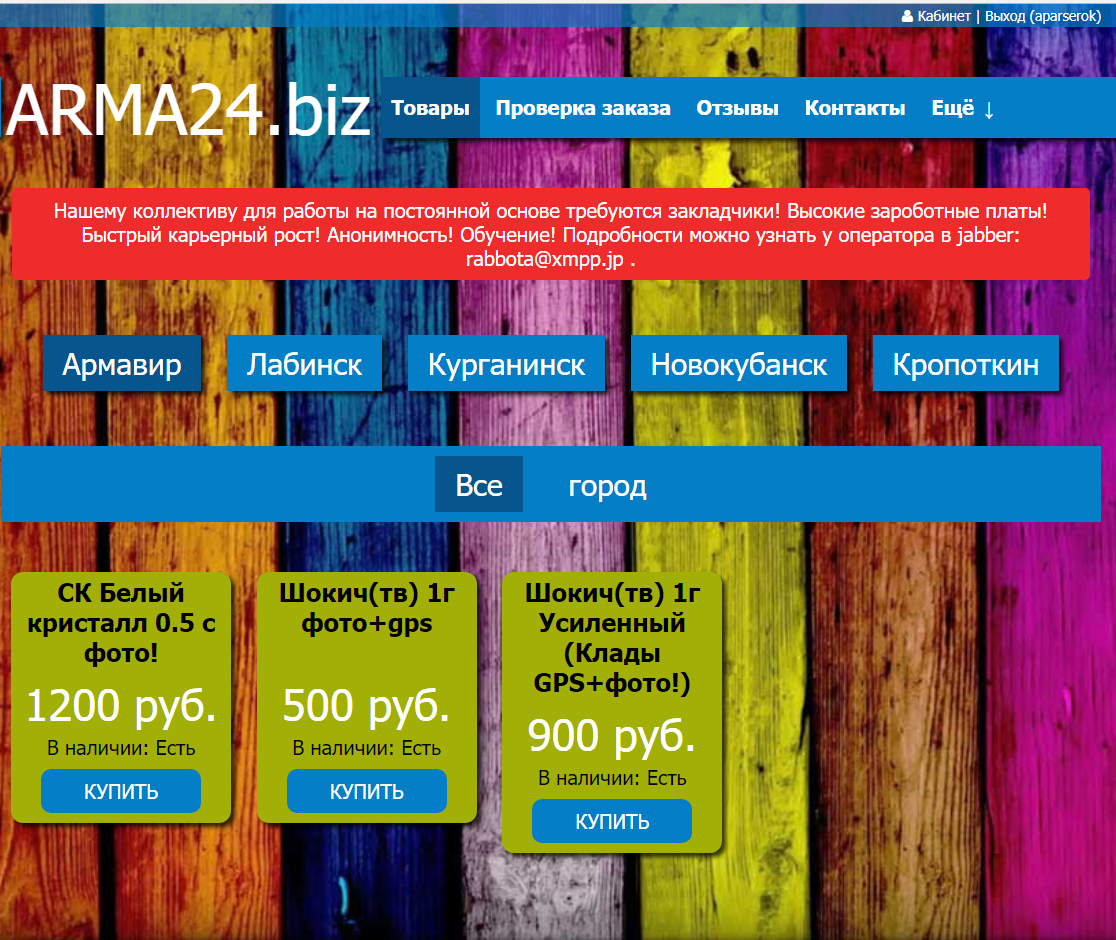 Кабинет | Выход (aparserok)
ARMA24.biz
Товары Проверка заказа Отзывы Контакты Ещё ↓
Нашему коллективу для работы на постоянной основе требуются закладчики! Высокие зароботные платы!
Быстрый карьерный рост! Анонимность! Обучение! Подробности можно узнать у оператора в jabber:
rabbota@xmpp.jp .
Армавир Лабинск Курганинск Новокубанск Кропоткин
Все город
СК Белый
кристалл 0.5 с
фото!
1200 руб.
В наличии: Есть
КУПИТЬ
Шокич(тв) 1г
фото+gps
500 руб.
В наличии: Есть
КУПИТЬ
Шокич(тв) 1г
Усиленный
(Клады
GPS+фото!)
900 руб.
В наличии: Есть
КУПИТЬ